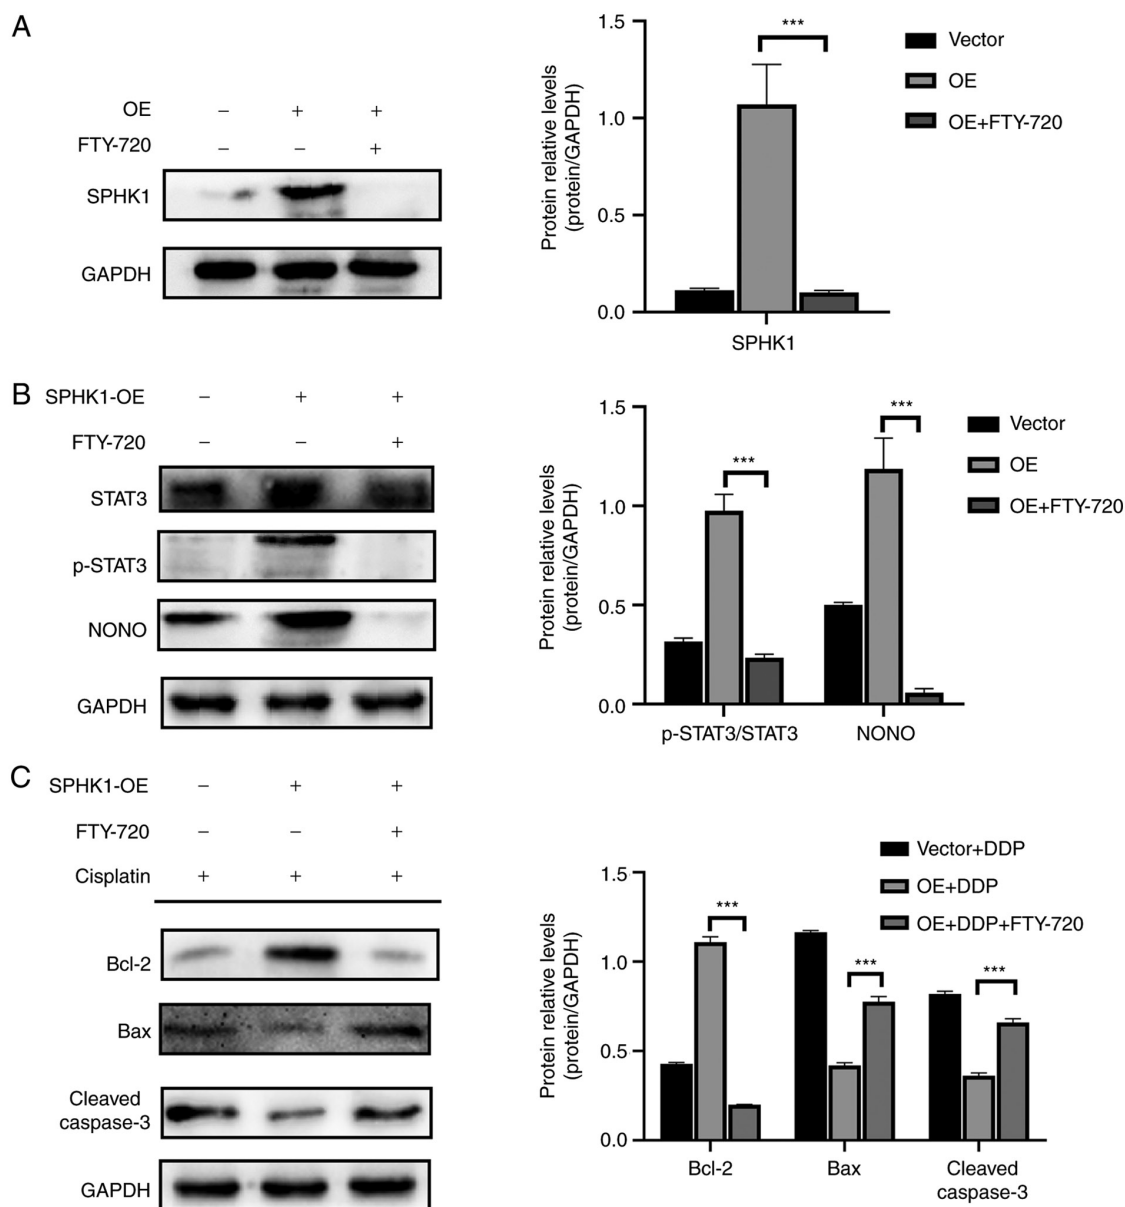 A
OE – + +
FTY-720 – – +
SPHK1
GAPDH
Protein relative levels
(protein/GAPDH)
1.5
1.0
0.5
0.0
***
SPHK1
Vector
OE
OE+FTY-720
B
SPHK1-OE – + +
FTY-720 – – +
STAT3
p-STAT3
NONO
GAPDH
Protein relative levels
(protein/GAPDH)
1.5
1.0
0.5
0.0
***
***
p-STAT3/STAT3 NONO
Vector
OE
OE+FTY-720
C
SPHK1-OE – + +
FTY-720 – – +
Cisplatin + + +
Bcl-2
Bax
Cleaved
caspase-3
GAPDH
Protein relative levels
(protein/GAPDH)
1.5
1.0
0.5
0.0
***
***
***
Bcl-2 Bax Cleaved
caspase-3
Vector+DDP
OE+DDP
OE+DDP+FTY-720